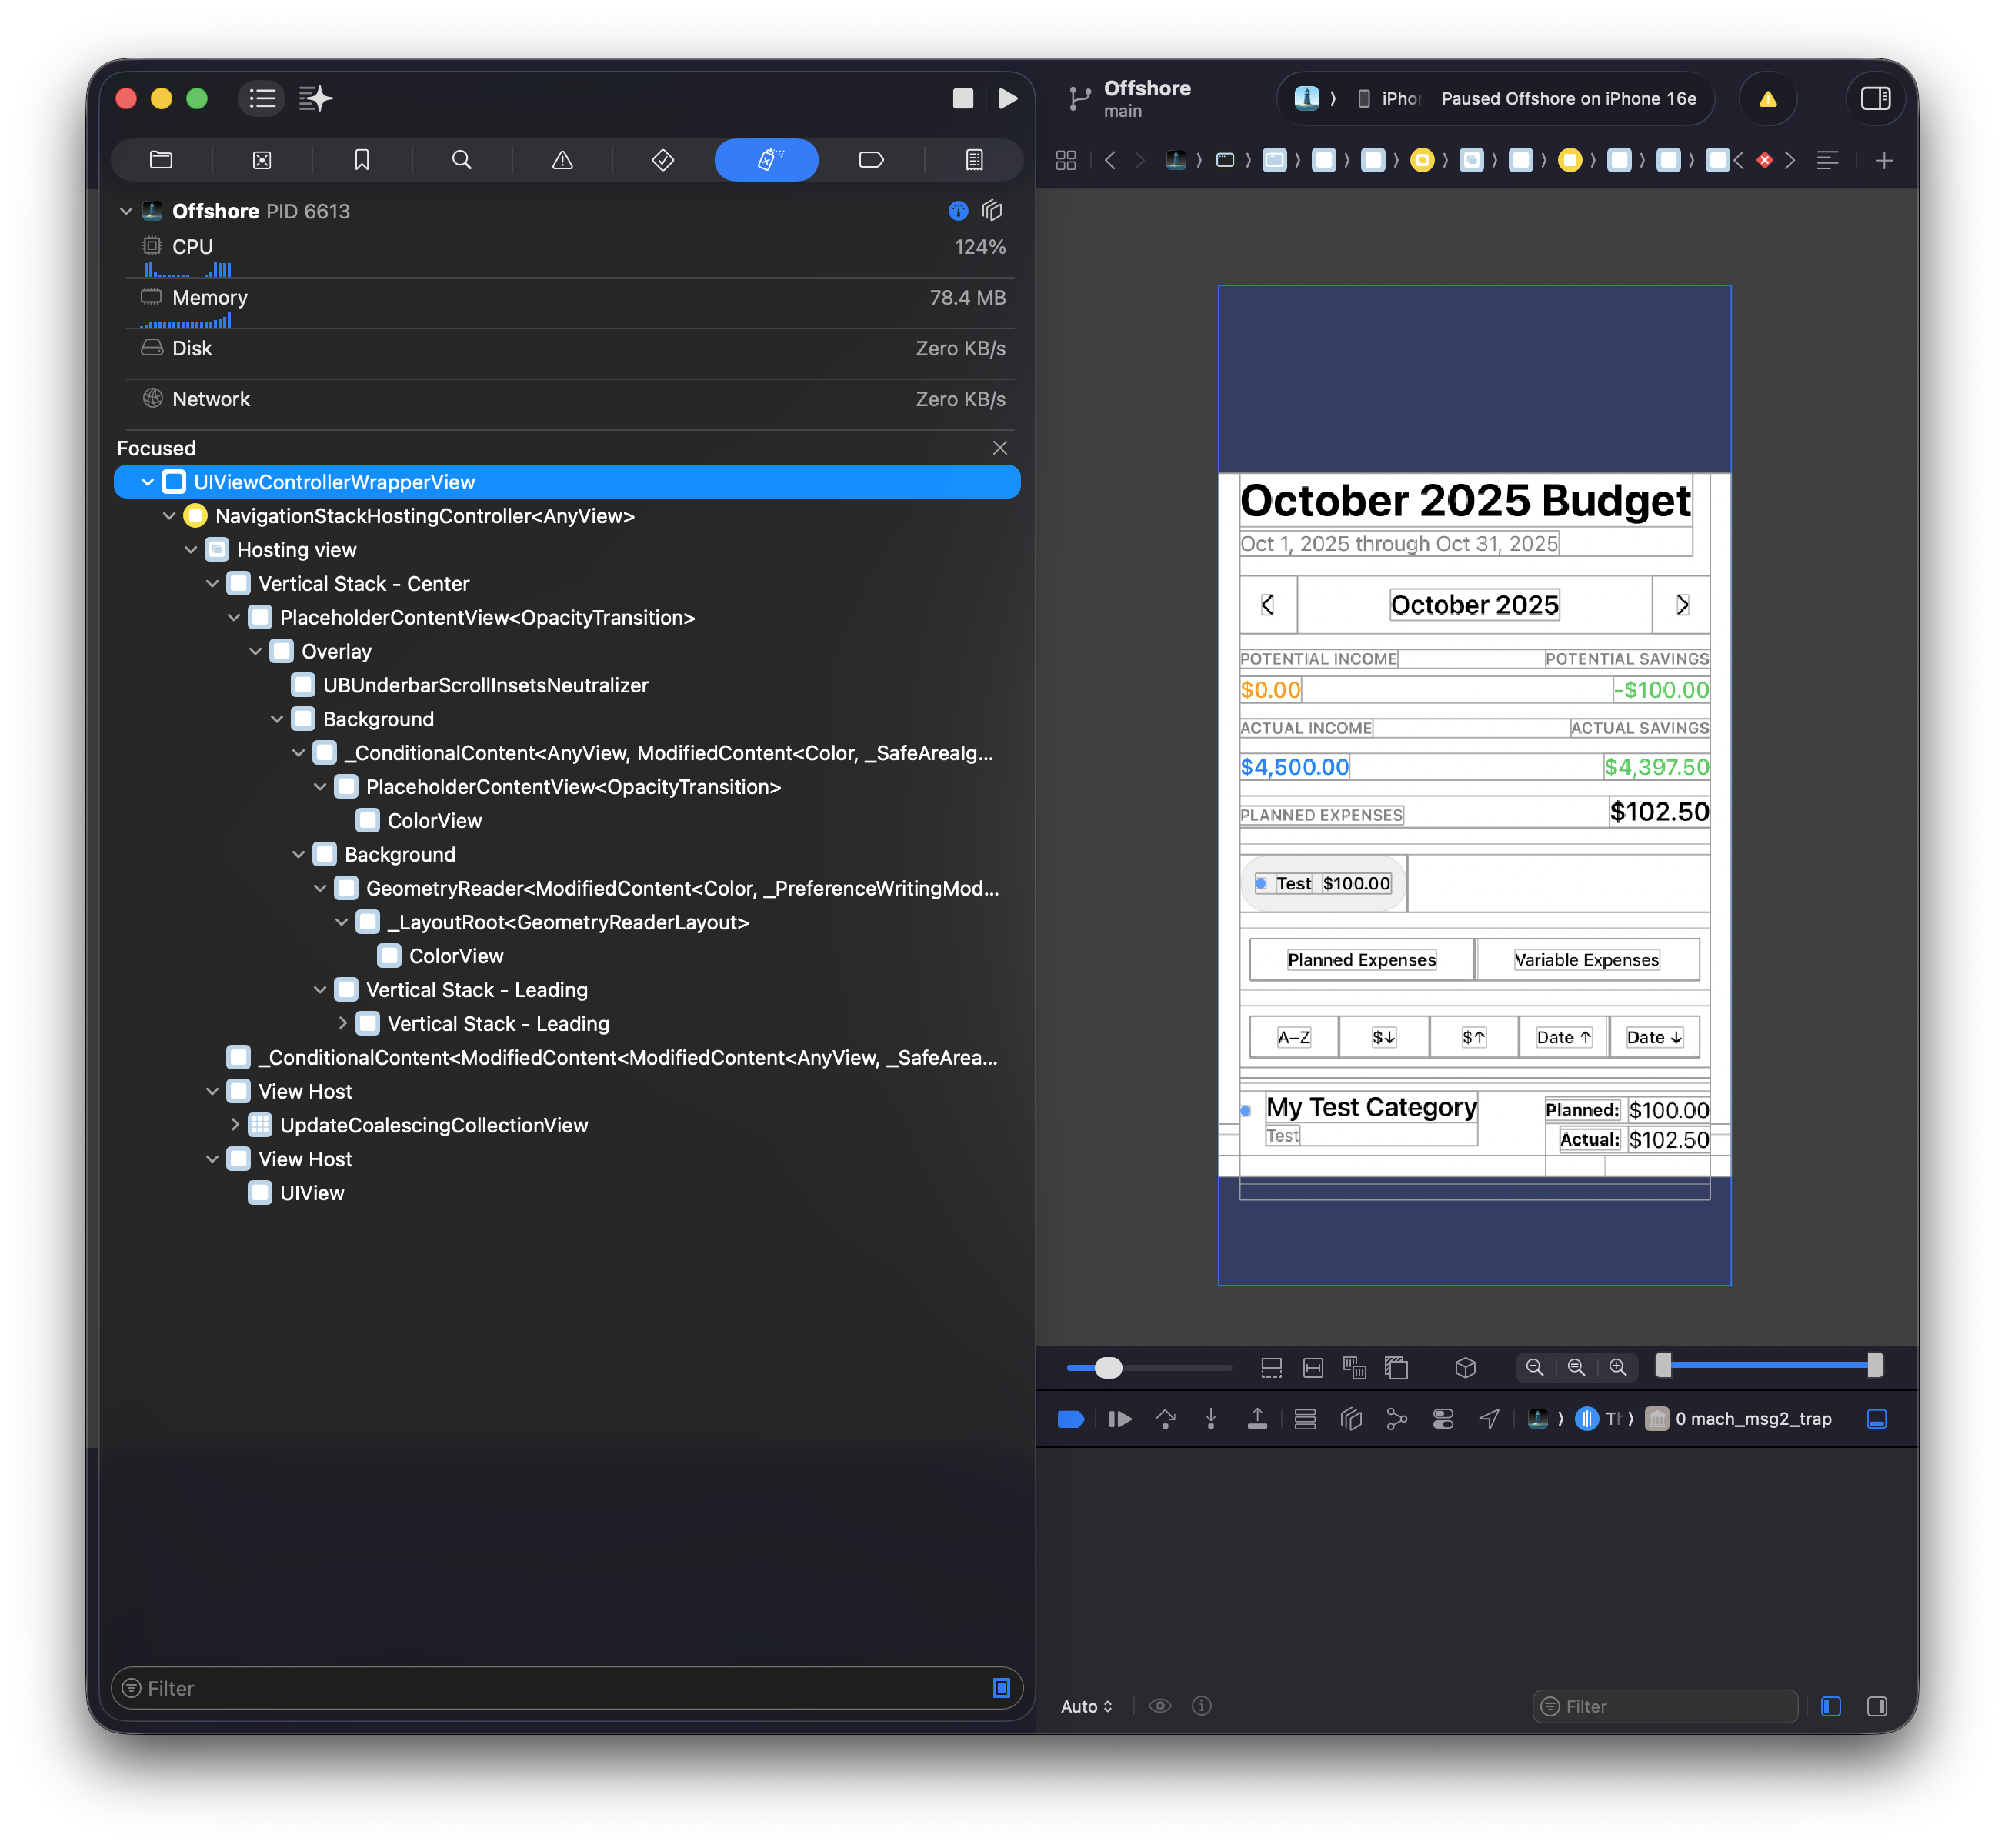 Offshore
main
iPhor
Paused Offshore on iPhone 16e
Offshore PID 6613
CPU 124%
Memory 78.4 MB
Disk Zero KB/s
Network Zero KB/s
Focused
UIViewControllerWrapperView
NavigationStackHostingController<AnyView>
Hosting view
Vertical Stack - Center
PlaceholderContentView<OpacityTransition>
Overlay
UBUnderbarScrollInsetsNeutralizer
Background
_ConditionalContent<AnyView, ModifiedContent<Color, _SafeAreaIg...
PlaceholderContentView<OpacityTransition>
ColorView
Background
GeometryReader<ModifiedContent<Color, _PreferenceWritingMod...
_LayoutRoot<GeometryReaderLayout>
ColorView
Vertical Stack - Leading
Vertical Stack - Leading
_ConditionalContent<ModifiedContent<ModifiedContent<AnyView, _SafeArea...
View Host
UpdateCoalescingCollectionView
View Host
UIView
Filter
October 2025 Budget
Oct 1, 2025 through Oct 31, 2025
October 2025
POTENTIAL INCOME POTENTIAL SAVINGS
$0.00 -$100.00
ACTUAL INCOME ACTUAL SAVINGS
$4,500.00 $4,397.50
PLANNED EXPENSES $102.50
Test $100.00
Planned Expenses Variable Expenses
A–Z $↓ $↑ Date ↑ Date ↓
My Test Category Planned: $100.00
Test Actual: $102.50
0 mach_msg2_trap
Auto
Filter